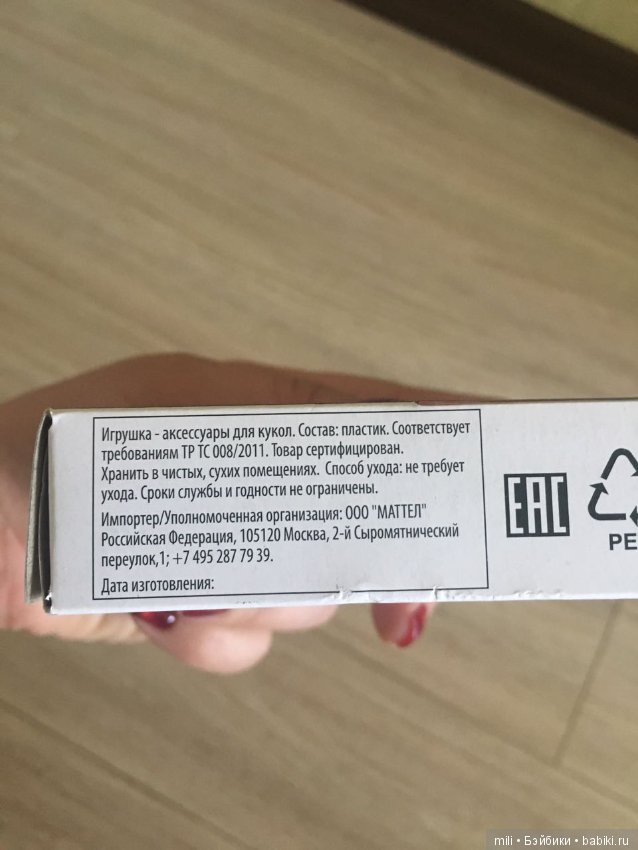 Игрушка - аксессуары для кукол. Состав: пластик. Соответствует
требованиям ТР ТС 008/2011. Товар сертифицирован.
Хранить в чистых, сухих помещениях. Способ ухода: не требует
ухода. Сроки службы и годности не ограничены.
Импортер/Уполномоченная организация: ООО "МАТТЕЛ"
Российская Федерация, 105120 Москва, 2-й Сыромятнический
переулок,1; +7 495 287 79 39.
Дата изготовления:
EAC
PE
mili • Бэйбики • babiki.ru